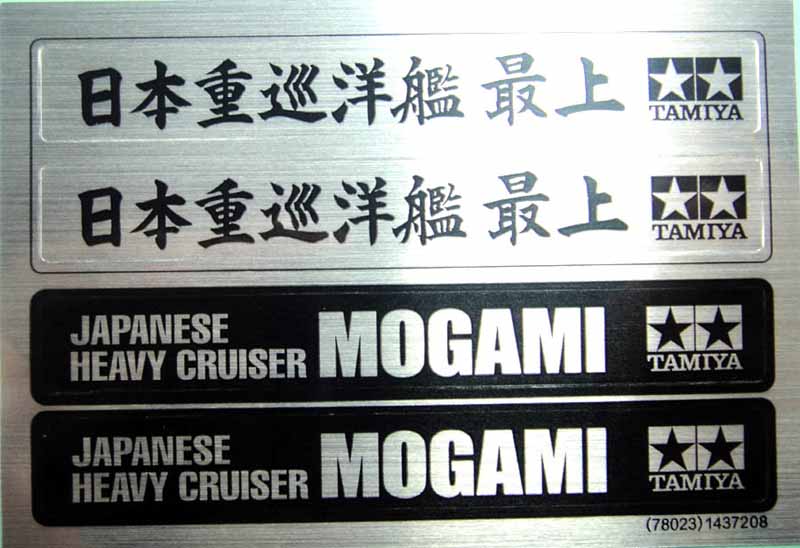 日本重巡洋艦 最上
TAMIYA
日本重巡洋艦 最上
TAMIYA
JAPANESE
HEAVY CRUISER MOGAMI
TAMIYA
JAPANESE
HEAVY CRUISER MOGAMI
TAMIYA
(78023)1437208